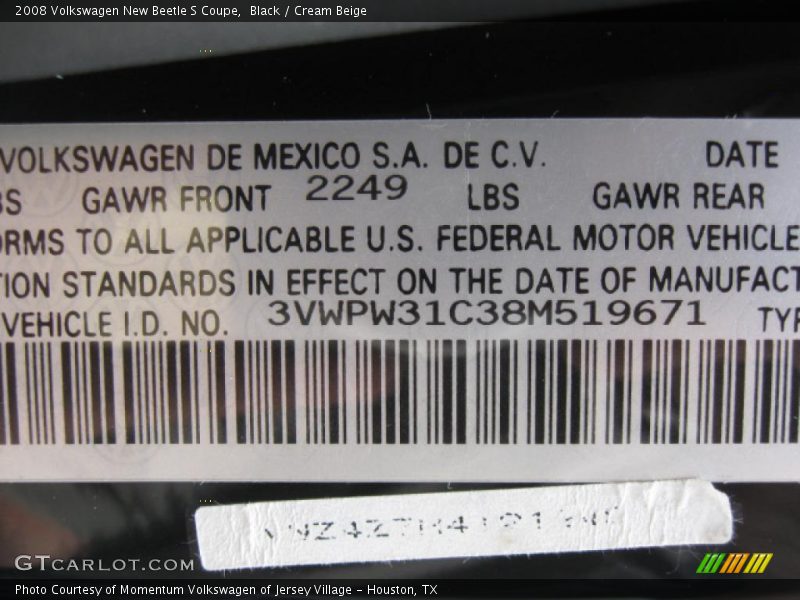 2008 Volkswagen New Beetle S Coupe, Black / Cream Beige
VOLKSWAGEN DE MEXICO S.A. DE C.V. DATE
BS GAWR FRONT 2249 LBS GAWR REAR
ORMS TO ALL APPLICABLE U.S. FEDERAL MOTOR VEHICLE
TION STANDARDS IN EFFECT ON THE DATE OF MANUFACT
VEHICLE I.D. NO. 3VWPW31C38M519671 TYP
GTCARLOT.COM
Photo Courtesy of Momentum Volkswagen of Jersey Village - Houston, TX